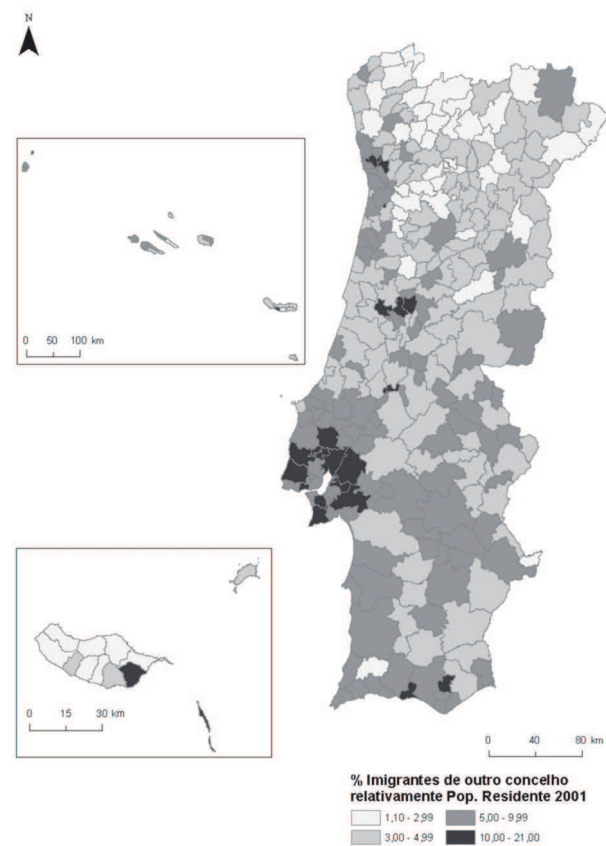 N
0 50 100 km
0 15 30 km
0 40 80 km
% Imigrantes de outro concelho
relativamente Pop. Residente 2001
1,10 - 2,99 5,00 - 9,99
3,00 - 4,99 10,00 - 21,00